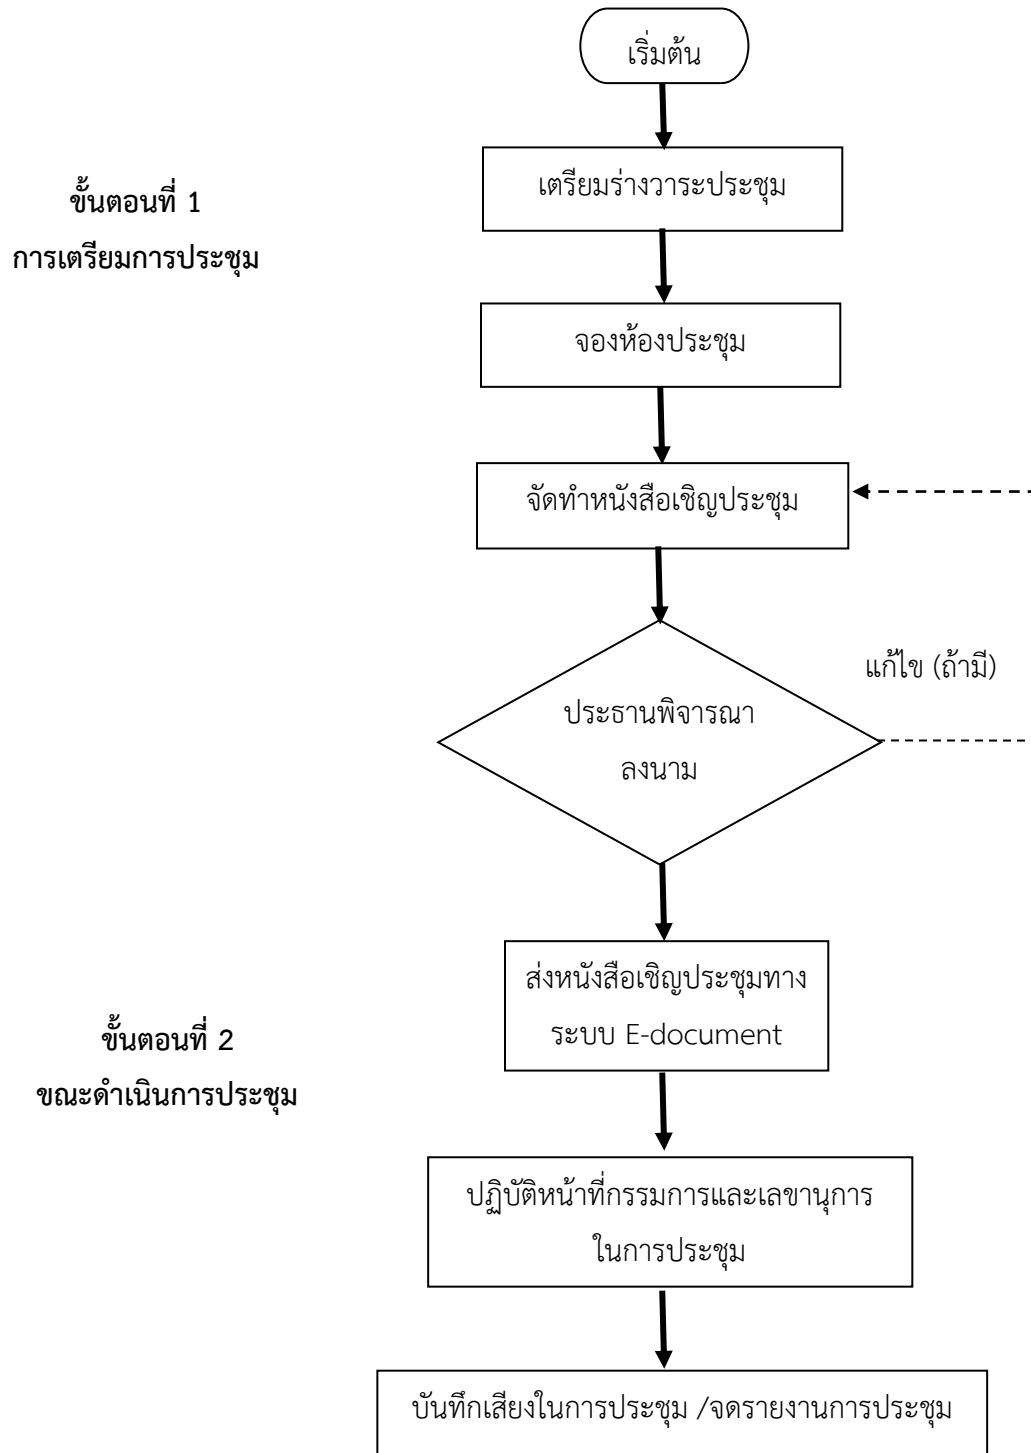 เริ่มต้น
ขั้นตอนที่ 1
การเตรียมการประชุม
เตรียมร่างวาระประชุม
จองห้องประชุม
จัดทำหนังสือเชิญประชุม
แก้ไข (ถ้ามี)
ประธานพิจารณา
ลงนาม
ส่งหนังสือเชิญประชุมทาง
ระบบ E-document
ขั้นตอนที่ 2
ขณะดำเนินการประชุม
ปฏิบัติหน้าที่กรรมการและเลขานุการ
ในการประชุม
บันทึกเสียงในการประชุม /จดรายงานการประชุม